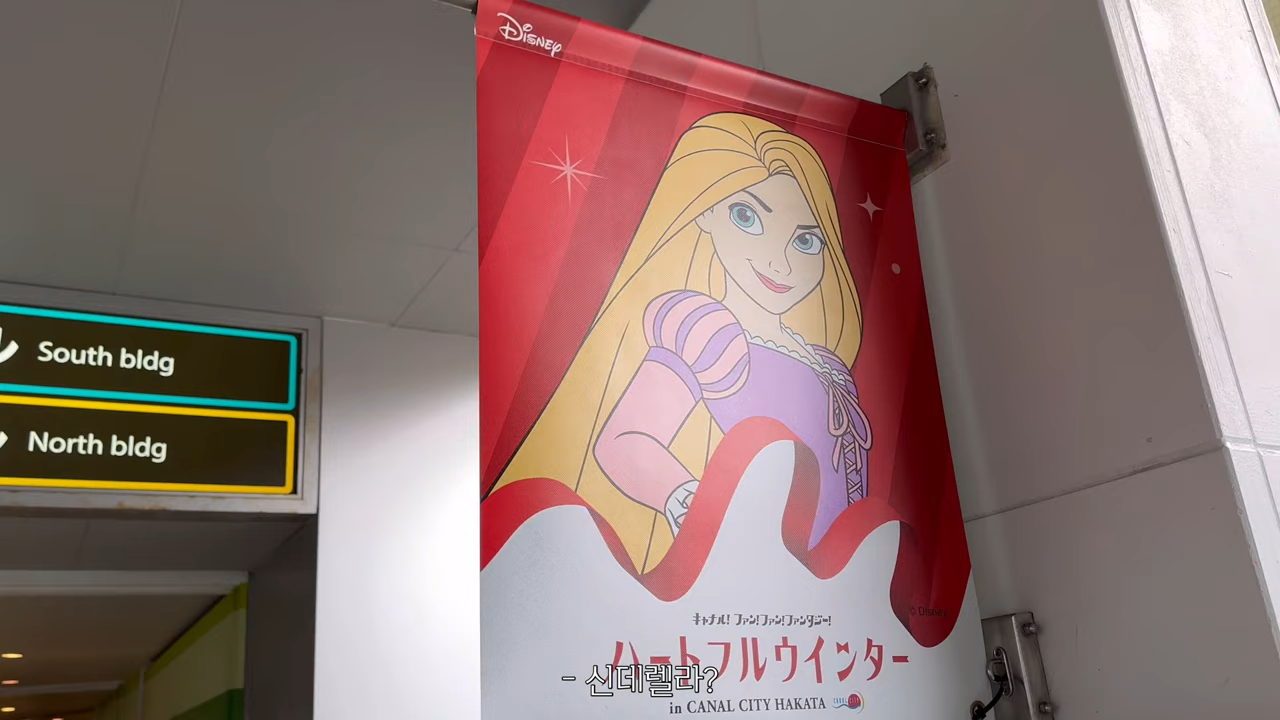 Disney
South bldg
North bldg
© Disney
キャナル! ファン!ファン!ファンタジー!
ハートフルウインター
- 신데렐라?
in CANAL CITY HAKATA